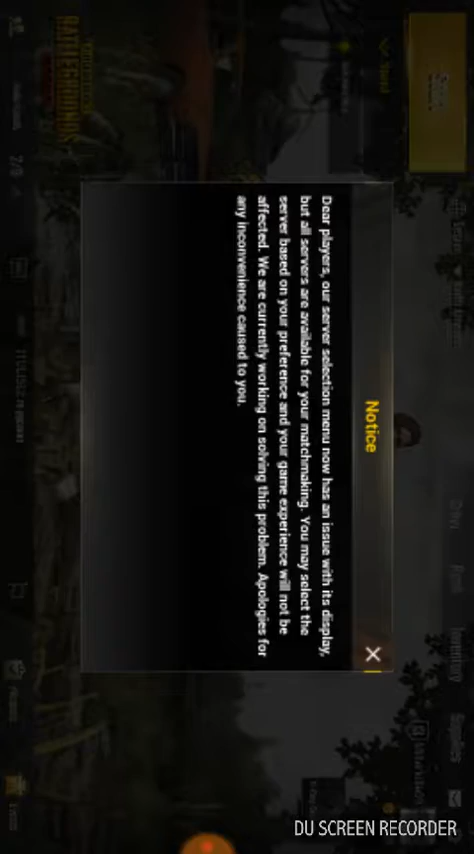 Notice
Dear players, our server selection menu now has an issue with its display,
but all servers are available for your matchmaking. You may select the
server based on your preference and your game experience will not be
affected. We are currently working on solving this problem. Apologies for
any inconvenience caused to you.
BATTLEGROUNDS
Inventory
Supplies
DU SCREEN RECORDER